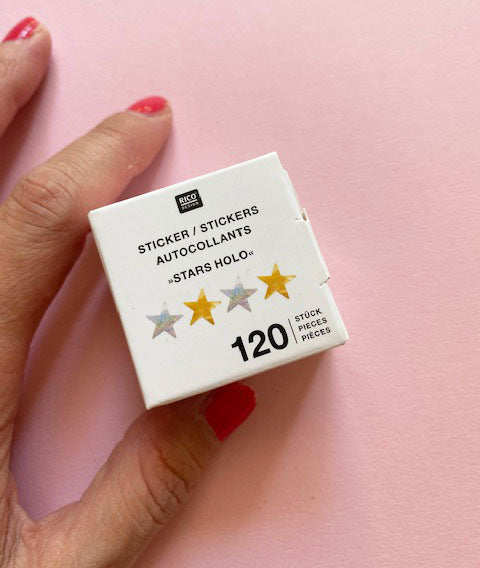 RICO
DESIGN
STICKER / STICKERS
AUTOCOLLANTS
»STARS HOLO«
120
STÜCK
PIECES
PIÈCES